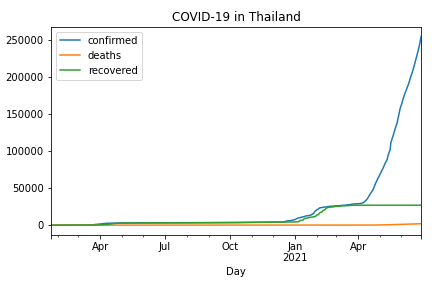 COVID-19 in Thailand
confirmed
deaths
recovered
250000
200000
150000
100000
50000
0
Apr
Jul
Oct
Jan
2021
Apr
Day